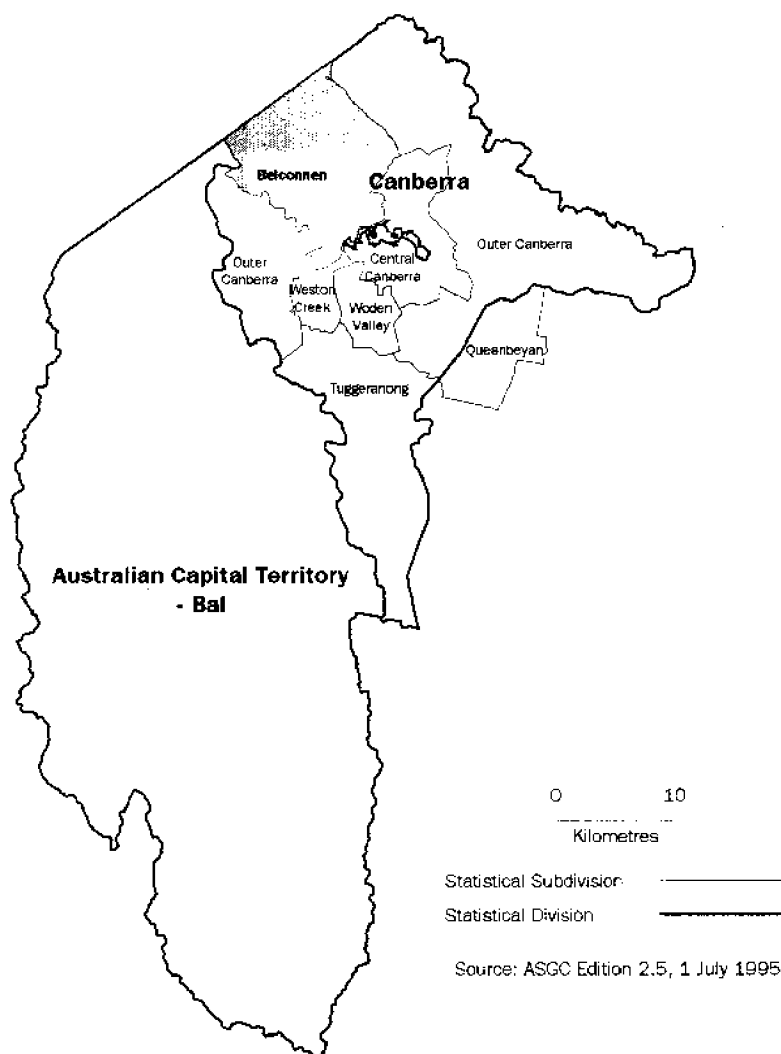 Belconnen
Canberra
Outer
Canberra
Central
Canberra
Outer Canberra
Weston
Creek
Woden
Valley
Queanbeyan
Tuggeranong
Australian Capital Territory
- Bal
0 10
Kilometres
Statistical Subdivision
Statistical Division
Source: ASGC Edition 2.5, 1 July 1995